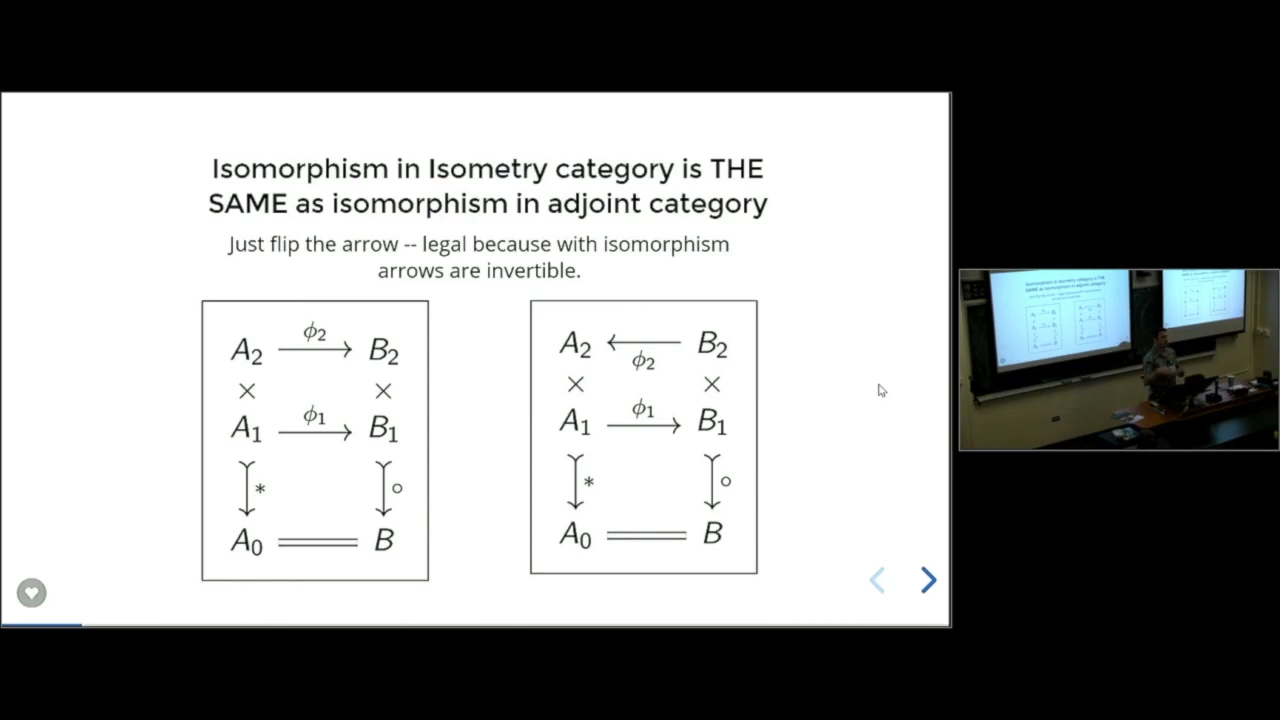 Isomorphism in Isometry category is THE
SAME as isomorphism in adjoint category
Just flip the arrow -- legal because with isomorphism
arrows are invertible.
A₂ ϕ₂ B₂
× ×
A₁ ϕ₁ B₁
* ∘
A₀ B
A₂ ϕ₂ B₂
× ×
A₁ ϕ₁ B₁
* ∘
A₀ B